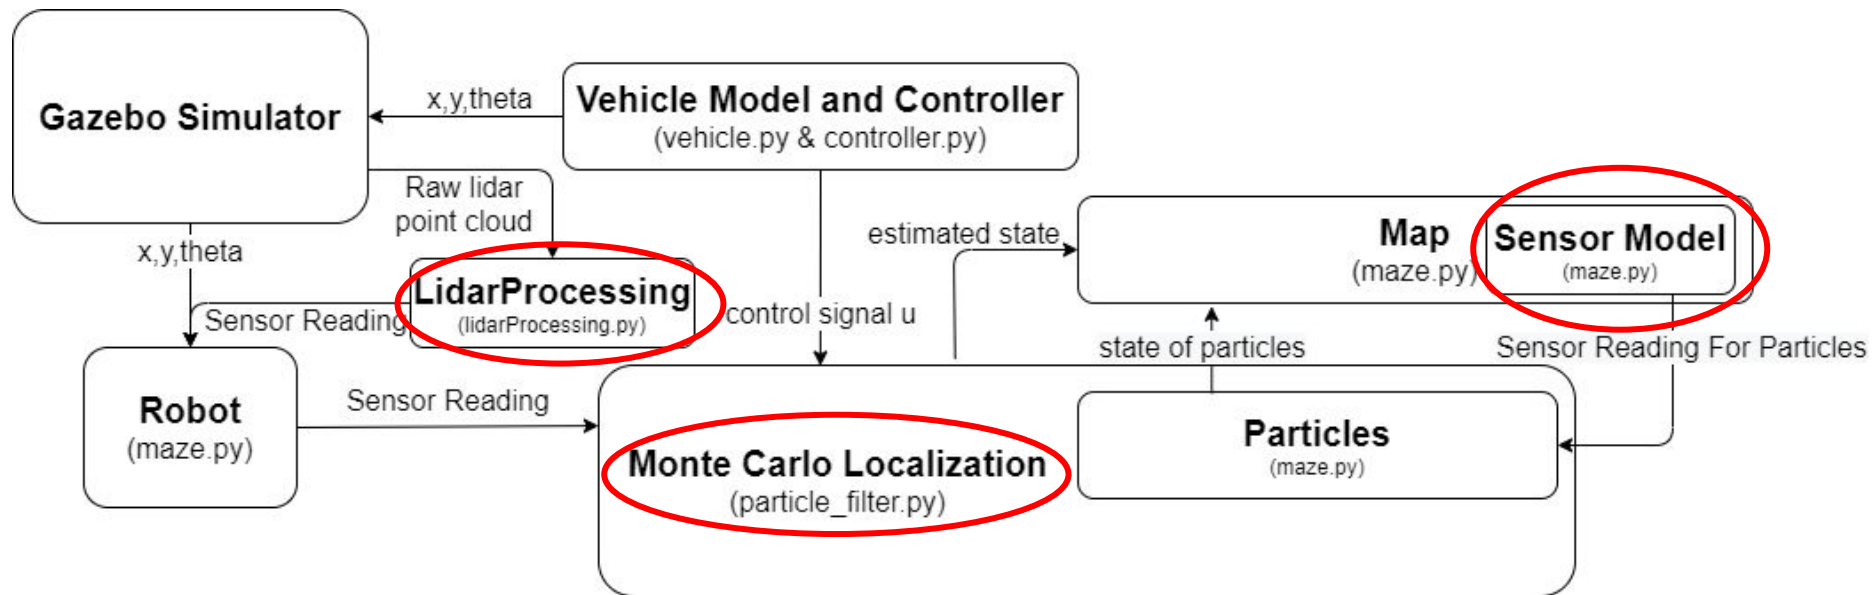 Gazebo Simulator
x,y,theta
Vehicle Model and Controller
(vehicle.py & controller.py)
Raw lidar
point cloud
x,y,theta
LidarProcessing
(lidarProcessing.py)
Sensor Reading
control signal u
estimated state
Map
(maze.py)
Sensor Model
(maze.py)
state of particles
Sensor Reading For Particles
Robot
(maze.py)
Sensor Reading
Monte Carlo Localization
(particle_filter.py)
Particles
(maze.py)